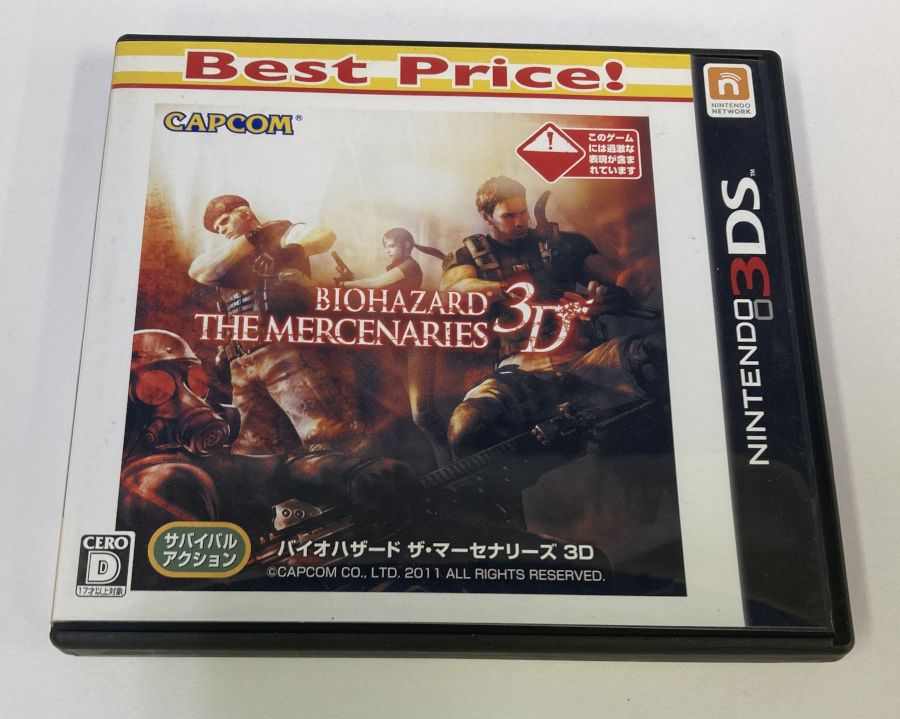 Best Price!
CAPCOM®
このゲーム
には過激な
表現が含ま
れています
n
NINTENDO
NETWORK
NINTENDO 3DS™
BIOHAZARD®
THE MERCENARIES 3D
サバイバル
アクション
バイオハザード ザ・マーセナリーズ 3D
©CAPCOM CO., LTD. 2011 ALL RIGHTS RESERVED.
CERO
D
17才以上対象